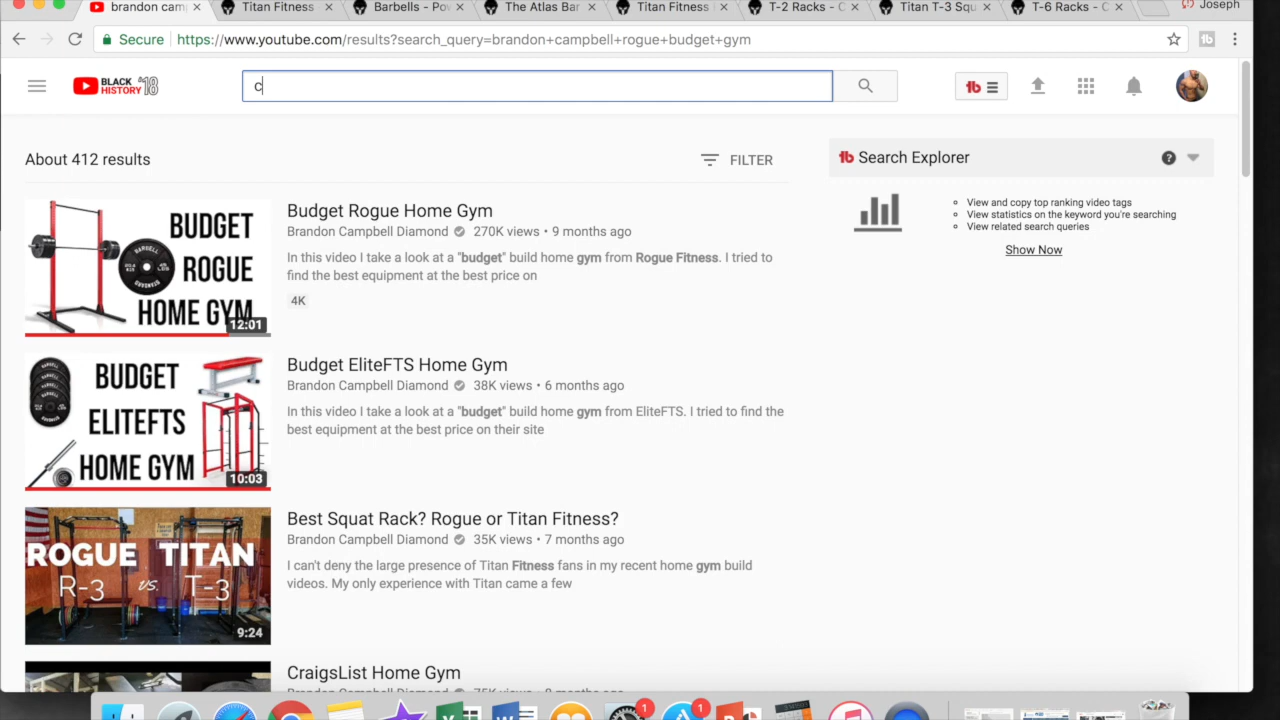 brandon cam
Titan Fitness
Barbells - Pow
The Atlas Bar
Titan Fitness
T-2 Racks - C
Titan T-3 Squ
T-6 Racks - C
Joseph
Secure
https://www.youtube.com/results?search_query=brandon+campbell+rogue+budget+gym
BLACK
HISTORY '18
c
About 412 results
FILTER
Search Explorer
View and copy top ranking video tags
View statistics on the keyword you're searching
View related search queries
Show Now
BUDGET
ROGUE
HOME GYM
12:01
Budget Rogue Home Gym
Brandon Campbell Diamond 270K views • 9 months ago
In this video I take a look at a "budget" build home gym from Rogue Fitness. I tried to
find the best equipment at the best price on
4K
BUDGET
ELITEFTS
HOME GYM
10:03
Budget EliteFTS Home Gym
Brandon Campbell Diamond 38K views • 6 months ago
In this video I take a look at a "budget" build home gym from EliteFTS. I tried to find the
best equipment at the best price on their site
ROGUE TITAN
R-3 vs. T-3
9:24
Best Squat Rack? Rogue or Titan Fitness?
Brandon Campbell Diamond 35K views • 7 months ago
I can't deny the large presence of Titan Fitness fans in my recent home gym build
videos. My only experience with Titan came a few
CraigsList Home Gym
1
1